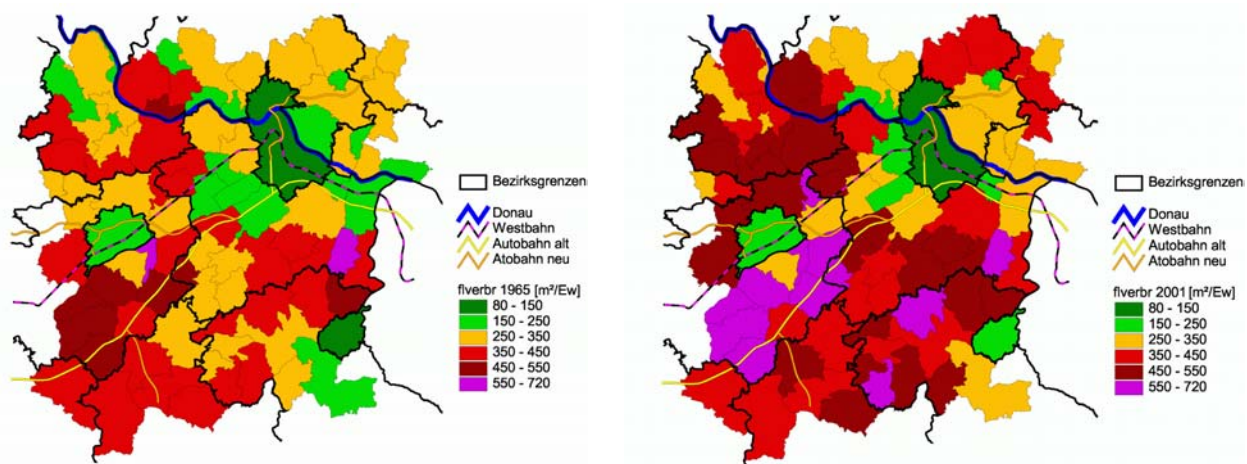 Bezirksgrenzen
Donau
Westbahn
Autobahn alt
Atobahn neu
flverbr 1965 [m²/Ew]
80 - 150
150 - 250
250 - 350
350 - 450
450 - 550
550 - 720
Bezirksgrenzen
Donau
Westbahn
Autobahn alt
Atobahn neu
flverbr 2001 [m²/Ew]
80 - 150
150 - 250
250 - 350
350 - 450
450 - 550
550 - 720